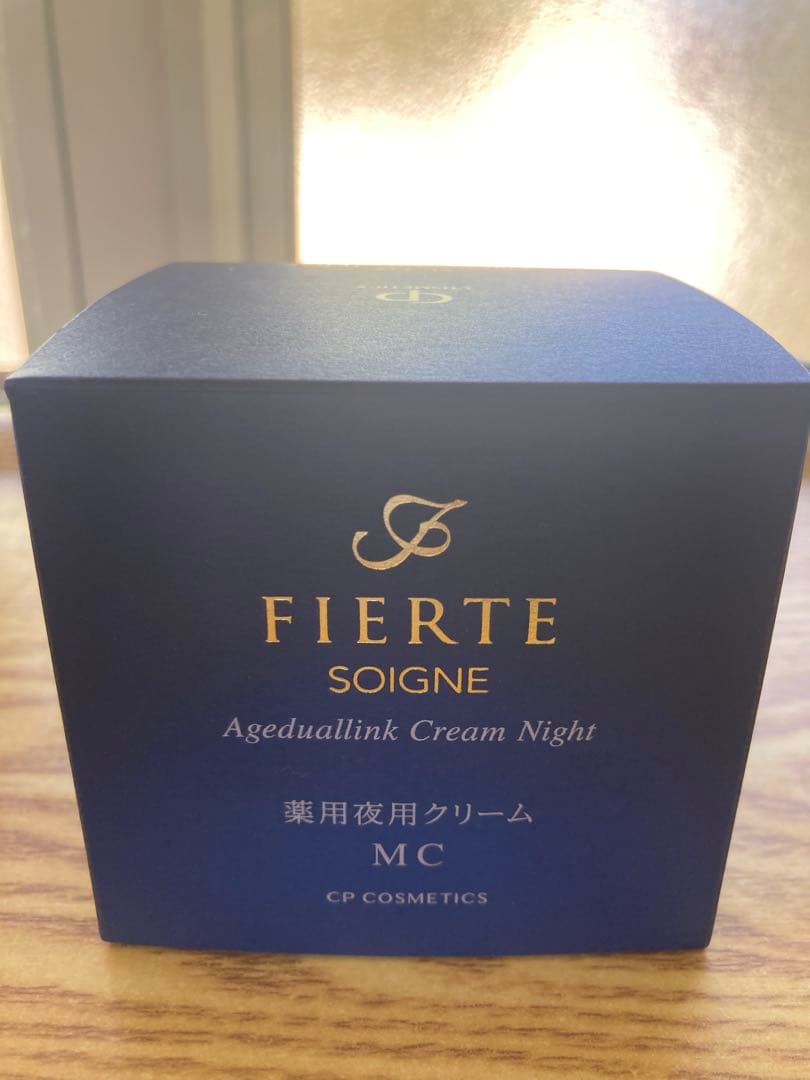 FIERTE
SOIGNE
Ageduallink Cream Night
薬用夜用クリーム
MC
CP COSMETICS